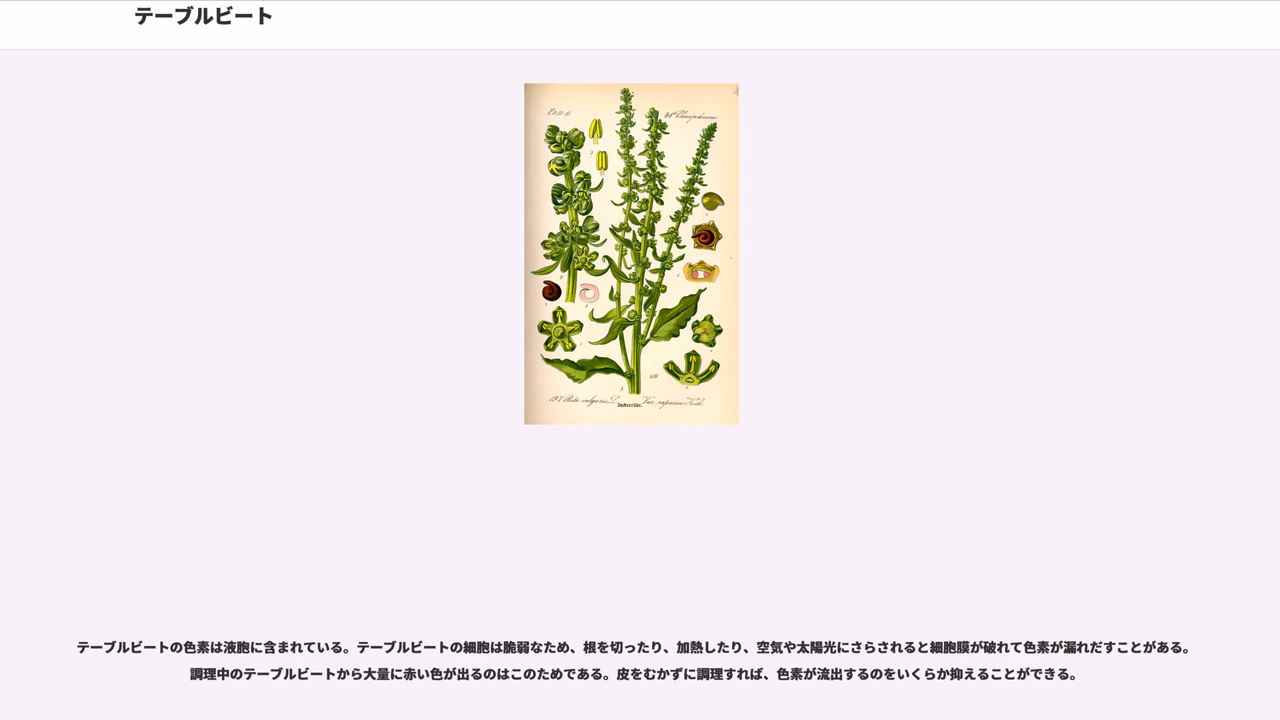 テーブルビート
197 Beta vulgaris L. Var. rapacea Koch.
テーブルビートの色素は液胞に含まれている。テーブルビートの細胞は脆弱なため、根を切ったり、加熱したり、空気や太陽光にさらされると細胞膜が破れて色素が漏れだすことがある。
調理中のテーブルビートから大量に赤い色が出るのはこのためである。皮をむかずに調理すれば、色素が流出するのをいくらか抑えることができる。